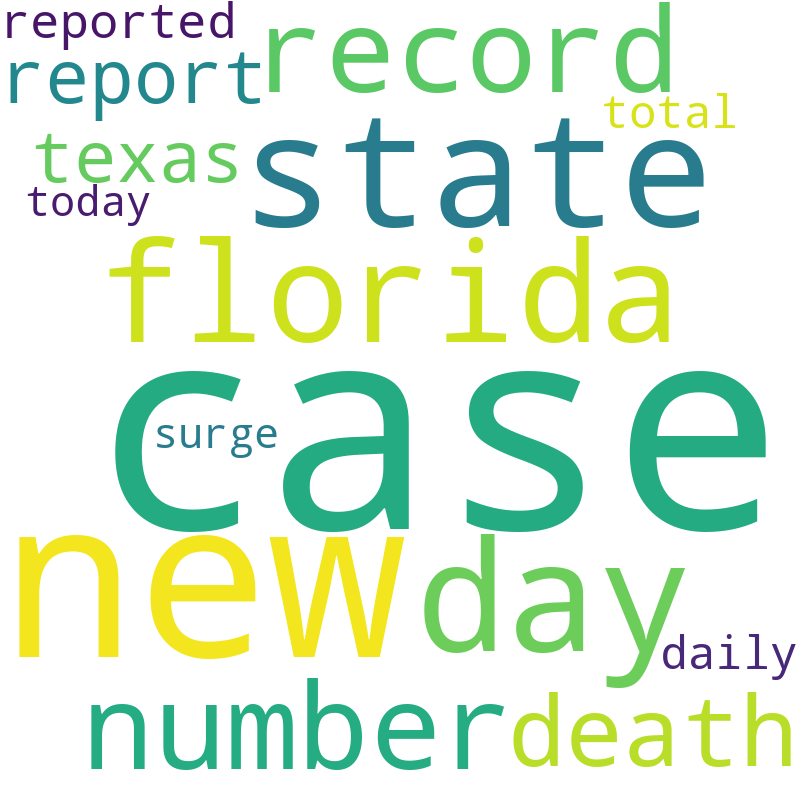 reported
record
report
total
state
texas
today
florida
case
surge
new
day
daily
number
death